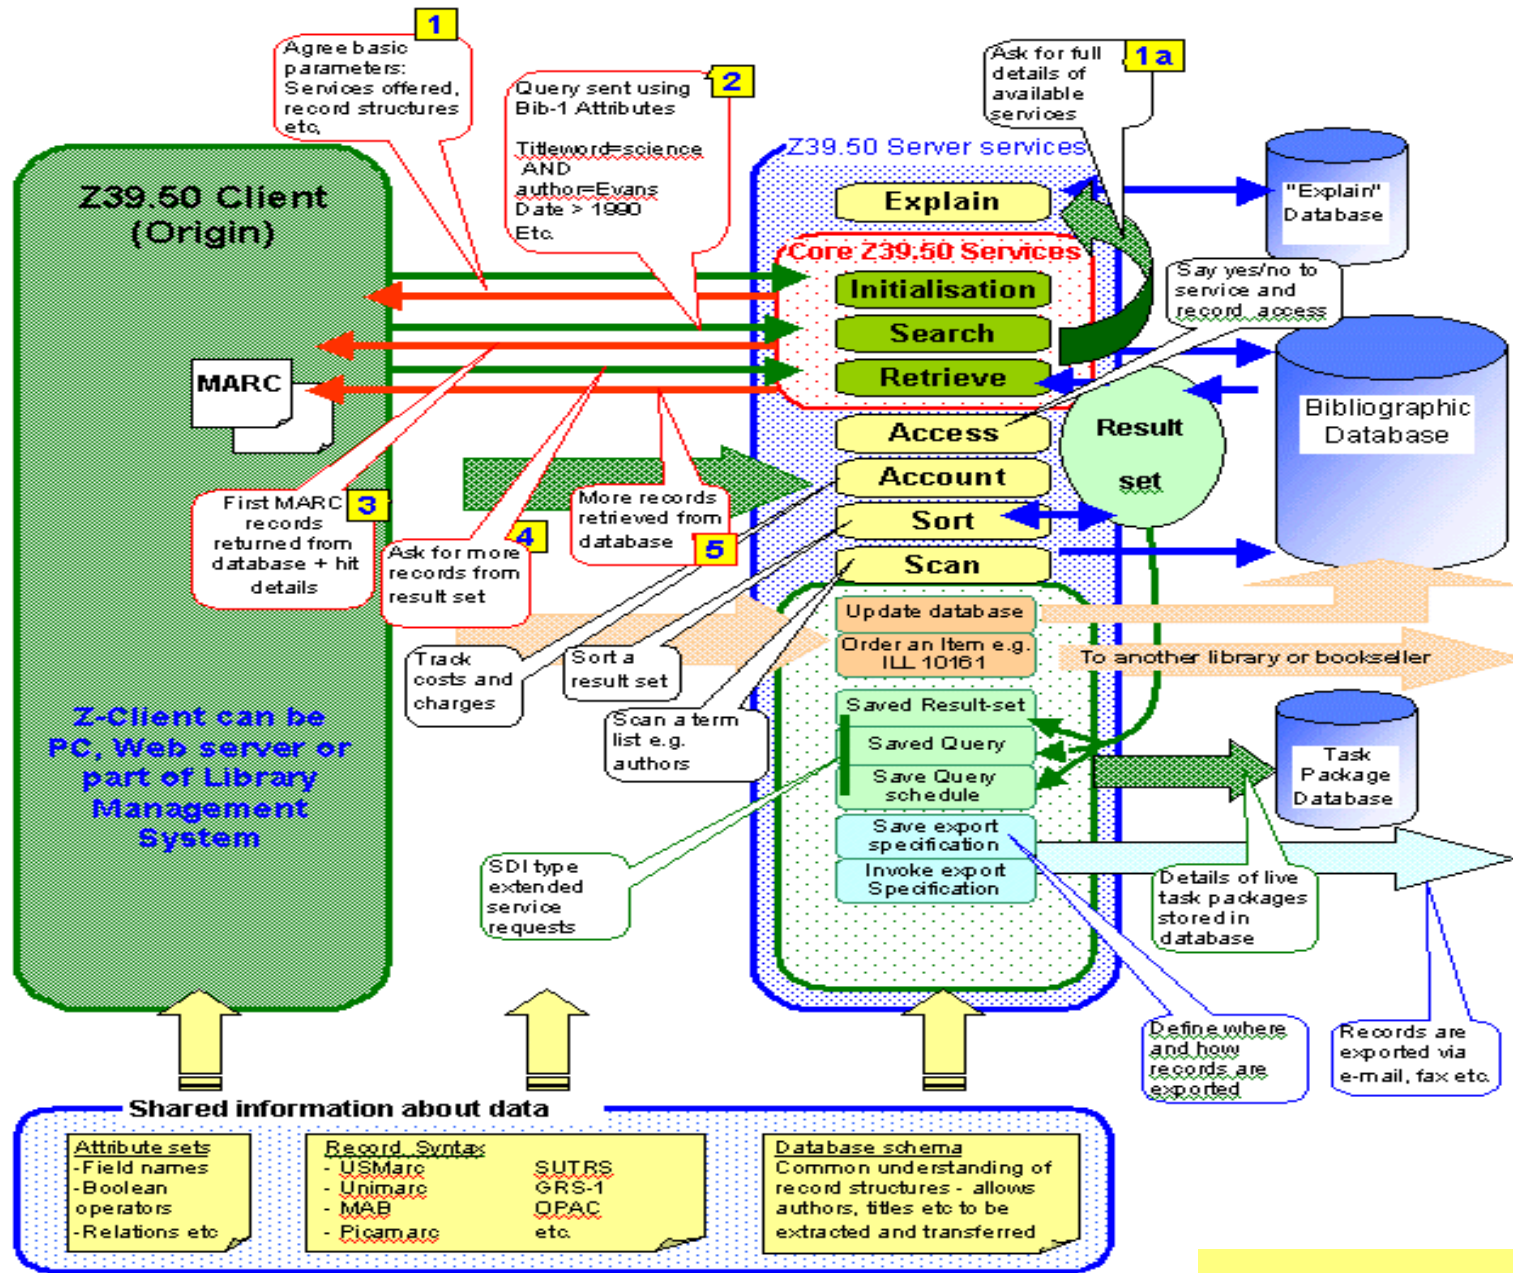 1
Agree basic
parameters:
Services offered,
record structures
etc,
2
Query sent using
Bib-1 Attributes
Titleword=science
AND
author=Evans
Date > 1990
Etc.
1a
Ask for full
details of
available
services
Z39.50 Client
(Origin)
MARC
Z-Client can be
PC, Web server or
part of Library
Management
System
Z39.50 Server services
Explain
Core Z39.50 Services
Initialisation
Search
Retrieve
Access
Account
Sort
Scan
Update database
Order an Item e.g.
ILL 10161
Saved Result-set
Saved Query
Save Query
schedule
Save export
specification
Invoke export
Specification
"Explain"
Database
Say yes/no to
service and
record access
Bibliographic
Database
Result
set
To another library or bookseller
Task
Package
Database
3
First MARC
records
returned from
database + hit
details
4
Ask for more
records from
result set
More records
retrieved from
database
5
Track
costs and
charges
Sort a
result set
Scan a term
list e.g.
authors
SDI type
extended
service
requests
Details of live
task packages
stored in
database
Define where
and how
records are
exported
Records are
exported via
e-mail, fax etc.
Shared information about data
Attribute sets
-Field names
-Boolean
operators
-Relations etc
Record Syntax
- USMarc SUTRS
- Unimarc GRS-1
- MAB OPAC
- Picamarc etc.
Database schema
Common understanding of
record structures - allows
authors, titles etc to be
extracted and transferred